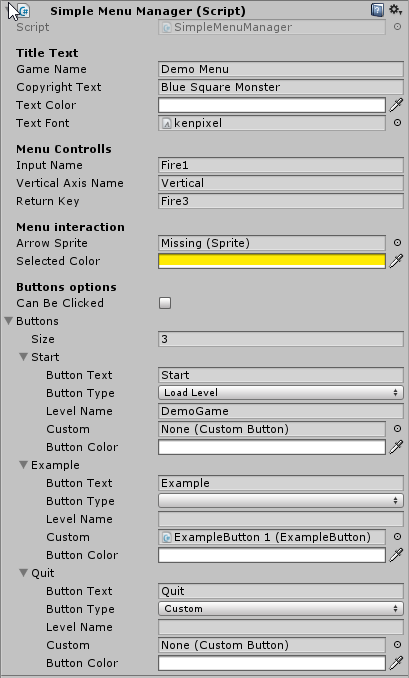 Simple Menu Manager (Script)
Script SimpleMenuManager
Title Text
Game Name Demo Menu
Copyright Text Blue Square Monster
Text Color
Text Font kenpixel
Menu Controlls
Input Name Fire1
Vertical Axis Name Vertical
Return Key Fire3
Menu interaction
Arrow Sprite Missing (Sprite)
Selected Color
Buttons options
Can Be Clicked
Buttons
Size 3
Start
Button Text Start
Button Type Load Level
Level Name DemoGame
Custom None (Custom Button)
Button Color
Example
Button Text Example
Button Type
Level Name
Custom ExampleButton 1 (ExampleButton)
Button Color
Quit
Button Text Quit
Button Type Custom
Level Name
Custom None (Custom Button)
Button Color